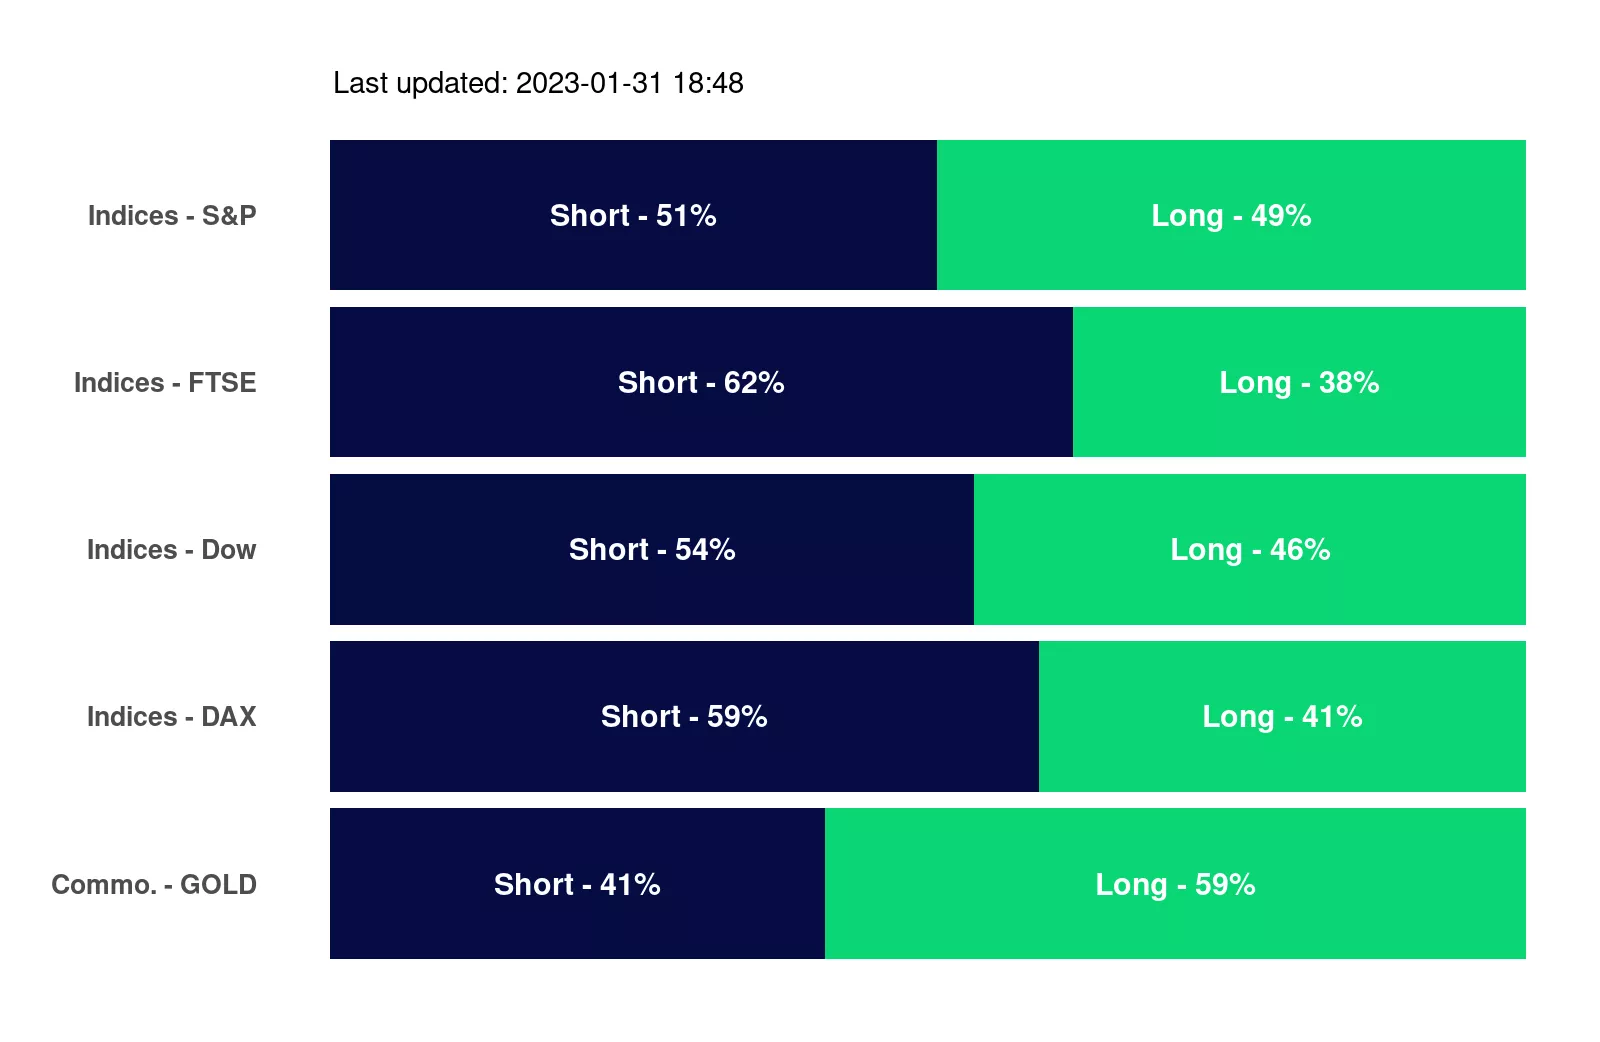 Last updated: 2023-01-31 18:48
Indices - S&P Short - 51% Long - 49%
Indices - FTSE Short - 62% Long - 38%
Indices - Dow Short - 54% Long - 46%
Indices - DAX Short - 59% Long - 41%
Commo. - GOLD Short - 41% Long - 59%